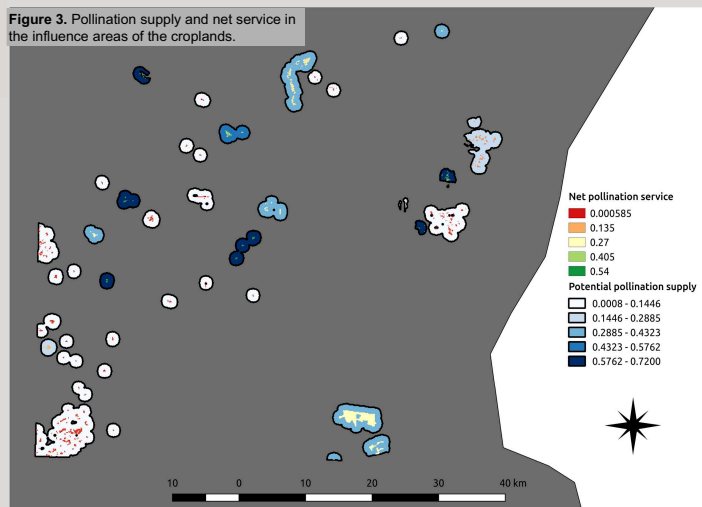 Figure 3. Pollination supply and net service in
the influence areas of the croplands.
Net pollination service
0.000585
0.135
0.27
0.405
0.54
Potential pollination supply
0.0008 - 0.1446
0.1446 - 0.2885
0.2885 - 0.4323
0.4323 - 0.5762
0.5762 - 0.7200
10 0 10 20 30 40 km